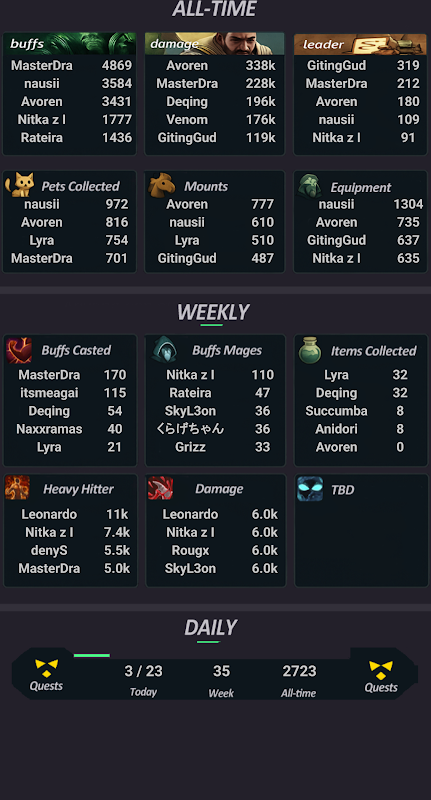 ALL-TIME
buffs
MasterDra 4869
nausii 3584
Avoren 3431
Nitka z I 1777
Rateira 1436
damage
Avoren 338k
MasterDra 228k
Deqing 196k
Venom 176k
GitingGud 119k
leader
GitingGud 319
MasterDra 212
Avoren 180
nausii 109
Nitka z I 91
Pets Collected
nausii 972
Avoren 816
Lyra 754
MasterDra 701
Mounts
Avoren 777
nausii 610
Lyra 510
GitingGud 487
Equipment
nausii 1304
Avoren 735
GitingGud 637
Nitka z I 635
WEEKLY
Buffs Casted
MasterDra 170
itsmeagai 115
Deqing 54
Naxxramas 40
Lyra 21
Buffs Mages
Nitka z I 110
Rateira 47
SkyL3on 36
くらげちゃん 36
Grizz 33
Items Collected
Lyra 32
Deqing 32
Succumba 8
Anidori 8
Avoren 0
Heavy Hitter
Leonardo 11k
Nitka z I 7.4k
denyS 5.5k
MasterDra 5.0k
Damage
Leonardo 6.0k
Nitka z I 6.0k
Rougx 6.0k
SkyL3on 6.0k
TBD
DAILY
Quests
3 / 23
Today
35
Week
2723
All-time
Quests